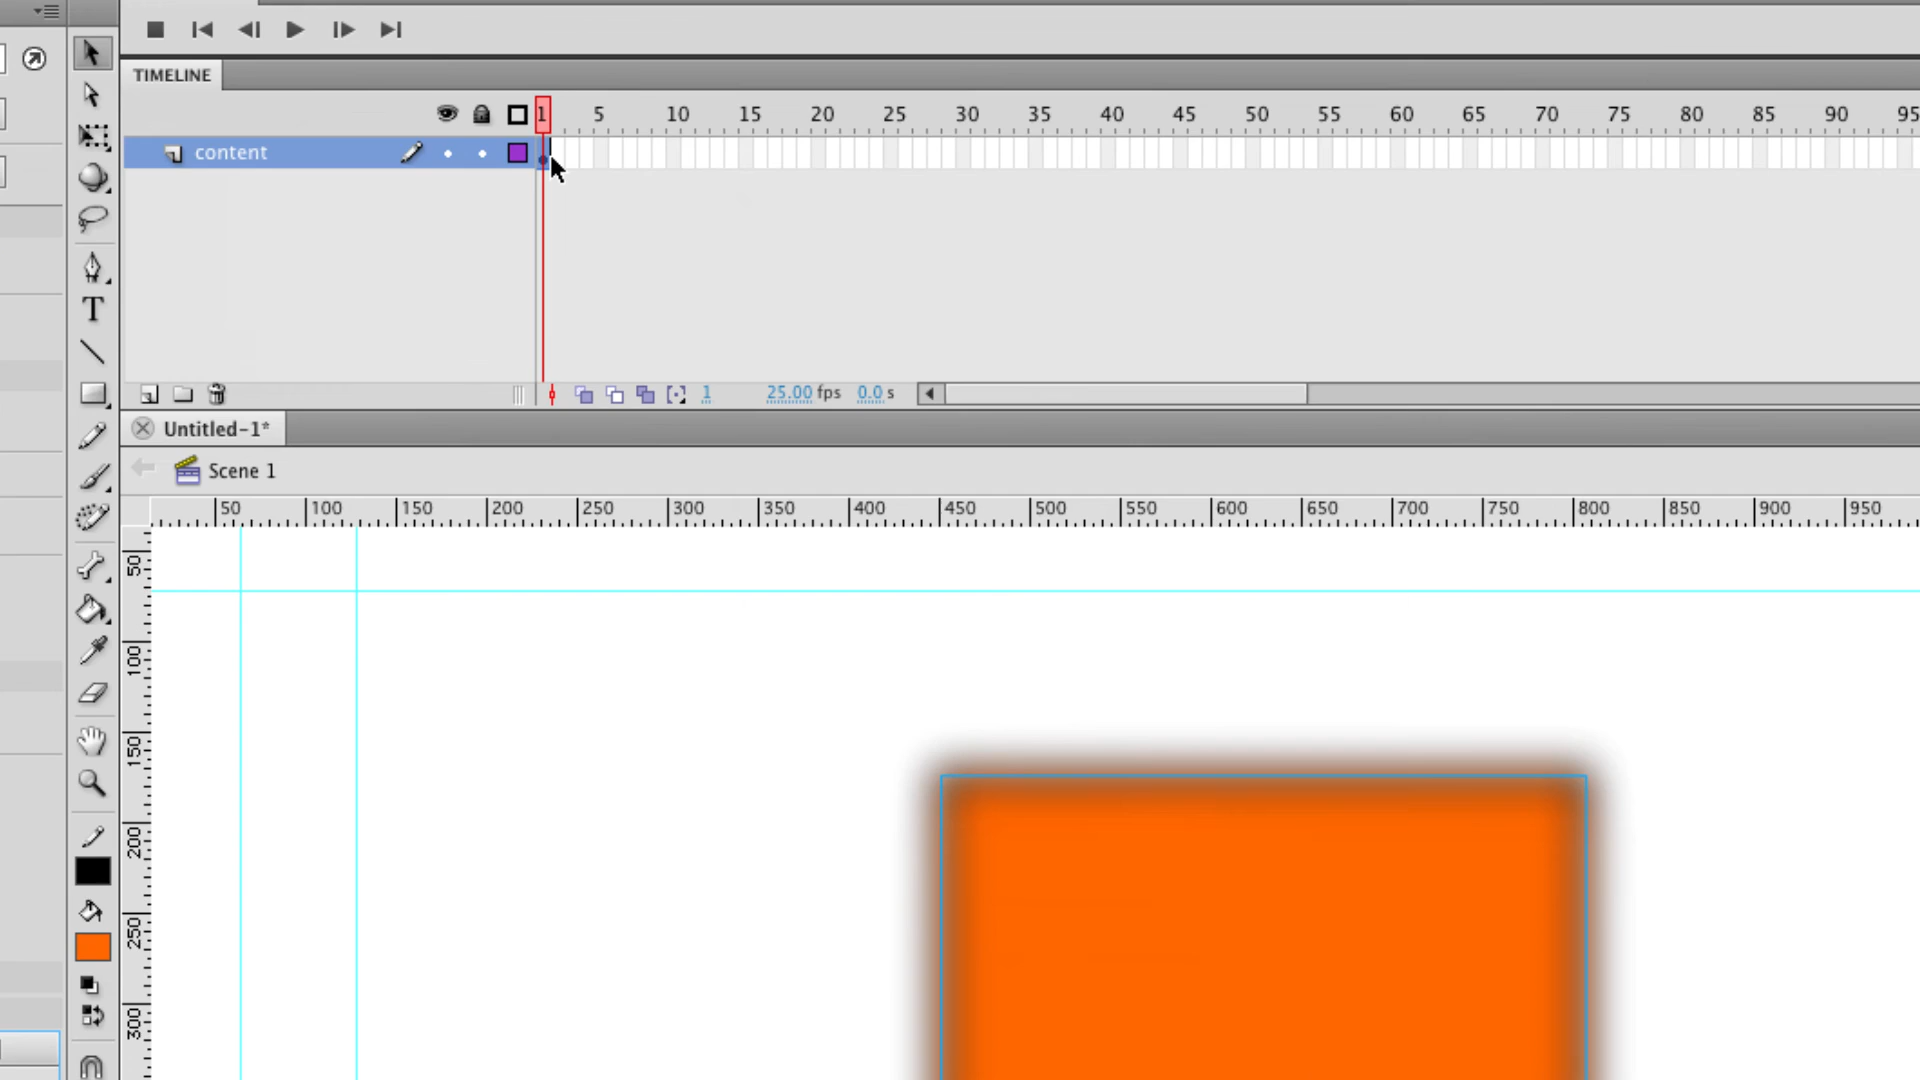 TIMELINE
1 5 10 15 20 25 30 35 40 45 50 55 60 65 70 75 80 85 90 95
content
1 25.00 fps 0.0 s
Untitled-1*
Scene 1
50 100 150 200 250 300 350 400 450 500 550 600 650 700 750 800 850 900 950
50
100
150
200
250
300